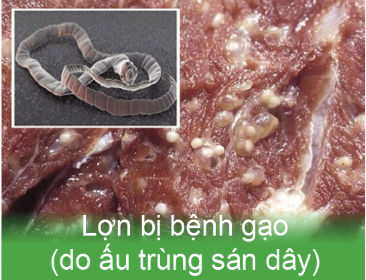 Lợn bị bệnh gạo
(do ấu trùng sán dây)